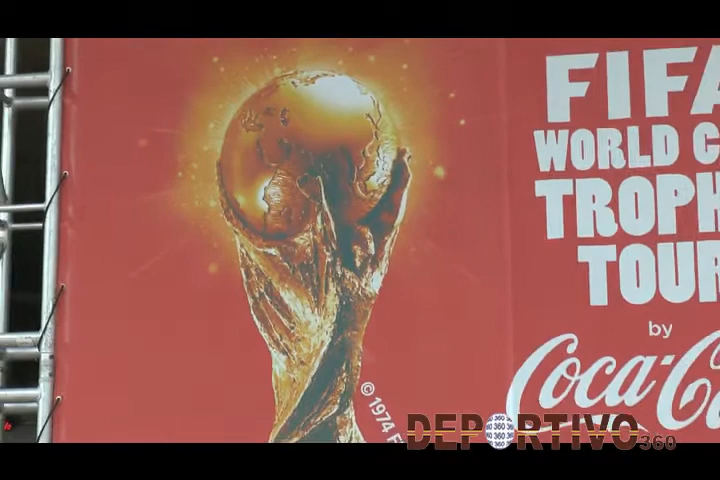 FIFA
WORLD C
TROPH
TOUR
by
Coca-C
© 1974 F
DEPORTIVO360